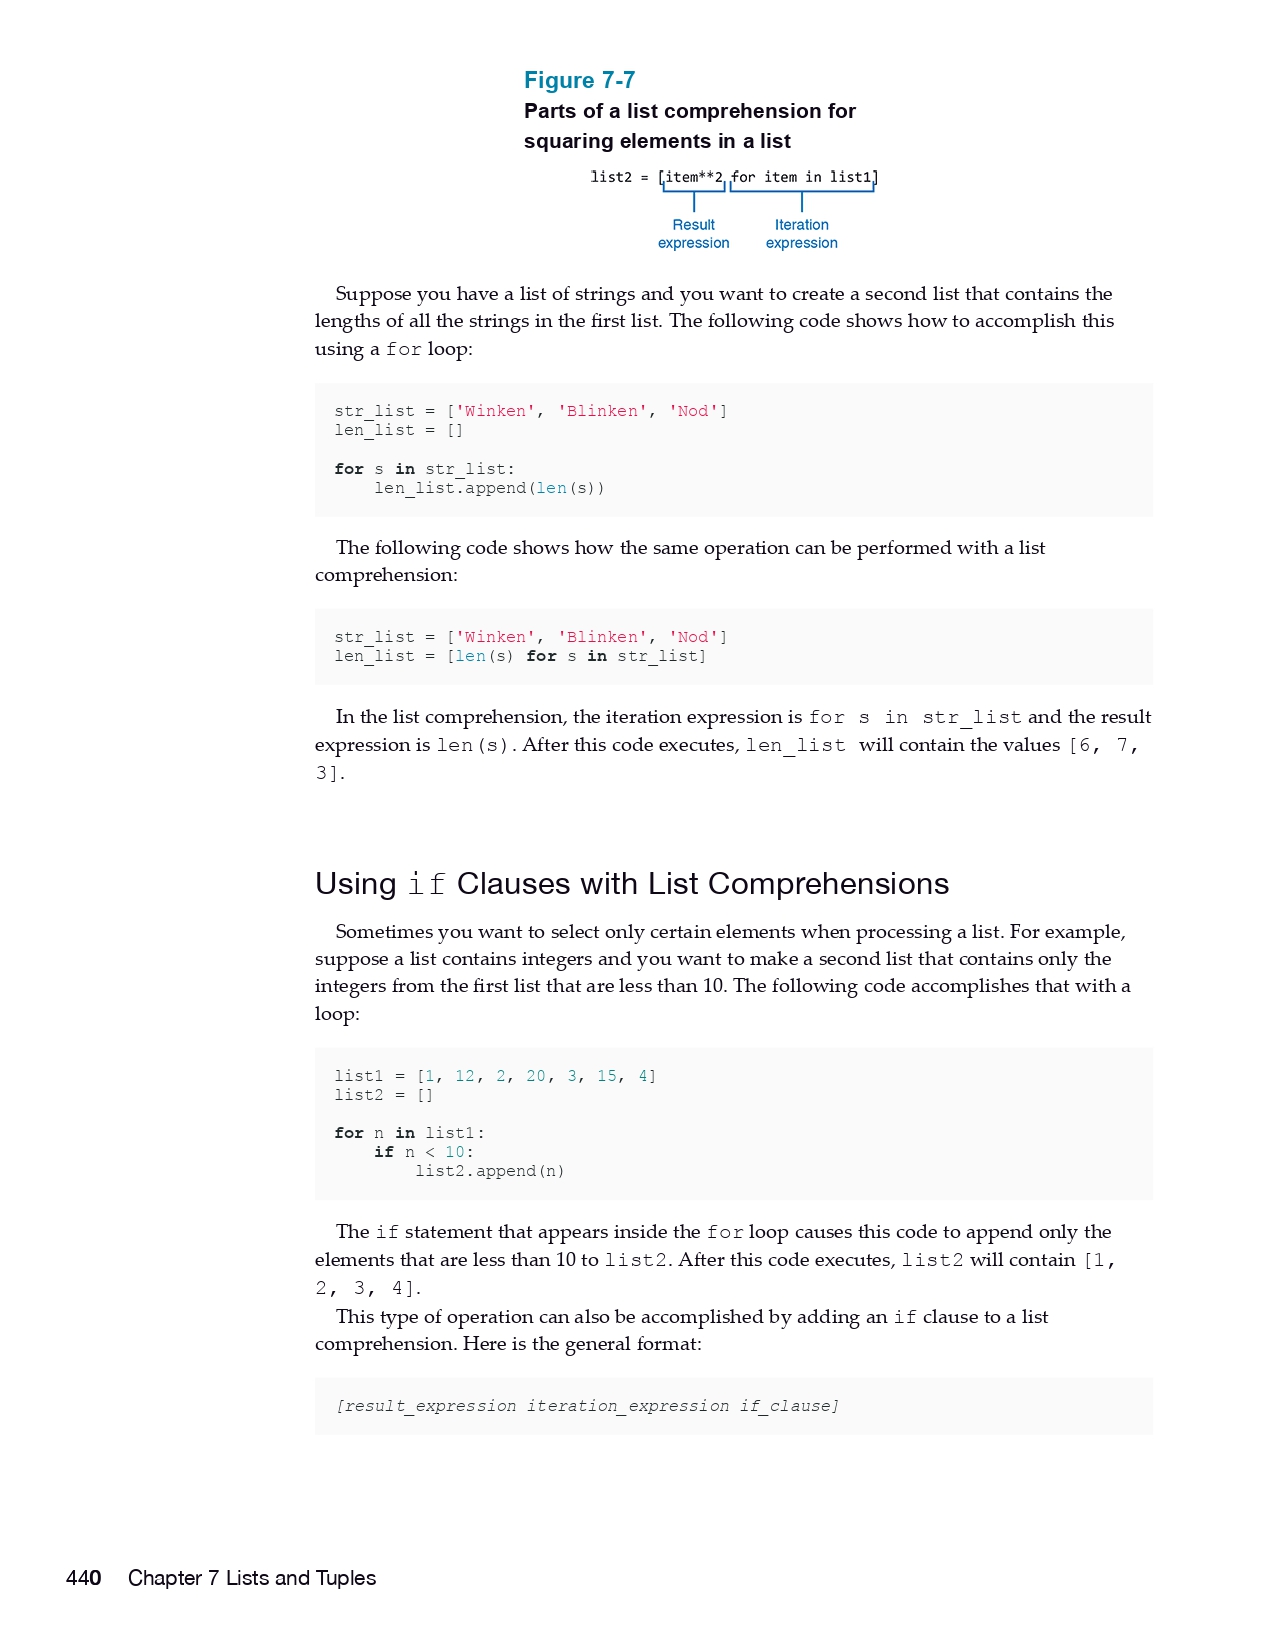 Figure 7-7
Parts of a list comprehension for
squaring elements in a list
list2 = [item**2 for item in list1]
Result expression
Iteration expression
Suppose you have a list of strings and you want to create a second list that contains the
lengths of all the strings in the first list. The following code shows how to accomplish this
using a for loop:
str_list = ['Winken', 'Blinken', 'Nod']
len_list = []
for s in str_list:
    len_list.append(len(s))
The following code shows how the same operation can be performed with a list
comprehension:
str_list = ['Winken', 'Blinken', 'Nod']
len_list = [len(s) for s in str_list]
In the list comprehension, the iteration expression is for s in str_list and the result
expression is len(s). After this code executes, len_list will contain the values [6, 7,
3].
Using if Clauses with List Comprehensions
Sometimes you want to select only certain elements when processing a list. For example,
suppose a list contains integers and you want to make a second list that contains only the
integers from the first list that are less than 10. The following code accomplishes that with a
loop:
list1 = [1, 12, 2, 20, 3, 15, 4]
list2 = []
for n in list1:
    if n < 10:
        list2.append(n)
The if statement that appears inside the for loop causes this code to append only the
elements that are less than 10 to list2. After this code executes, list2 will contain [1,
2, 3, 4].
This type of operation can also be accomplished by adding an if clause to a list
comprehension. Here is the general format:
[result_expression iteration_expression if_clause]
440 Chapter 7 Lists and Tuples